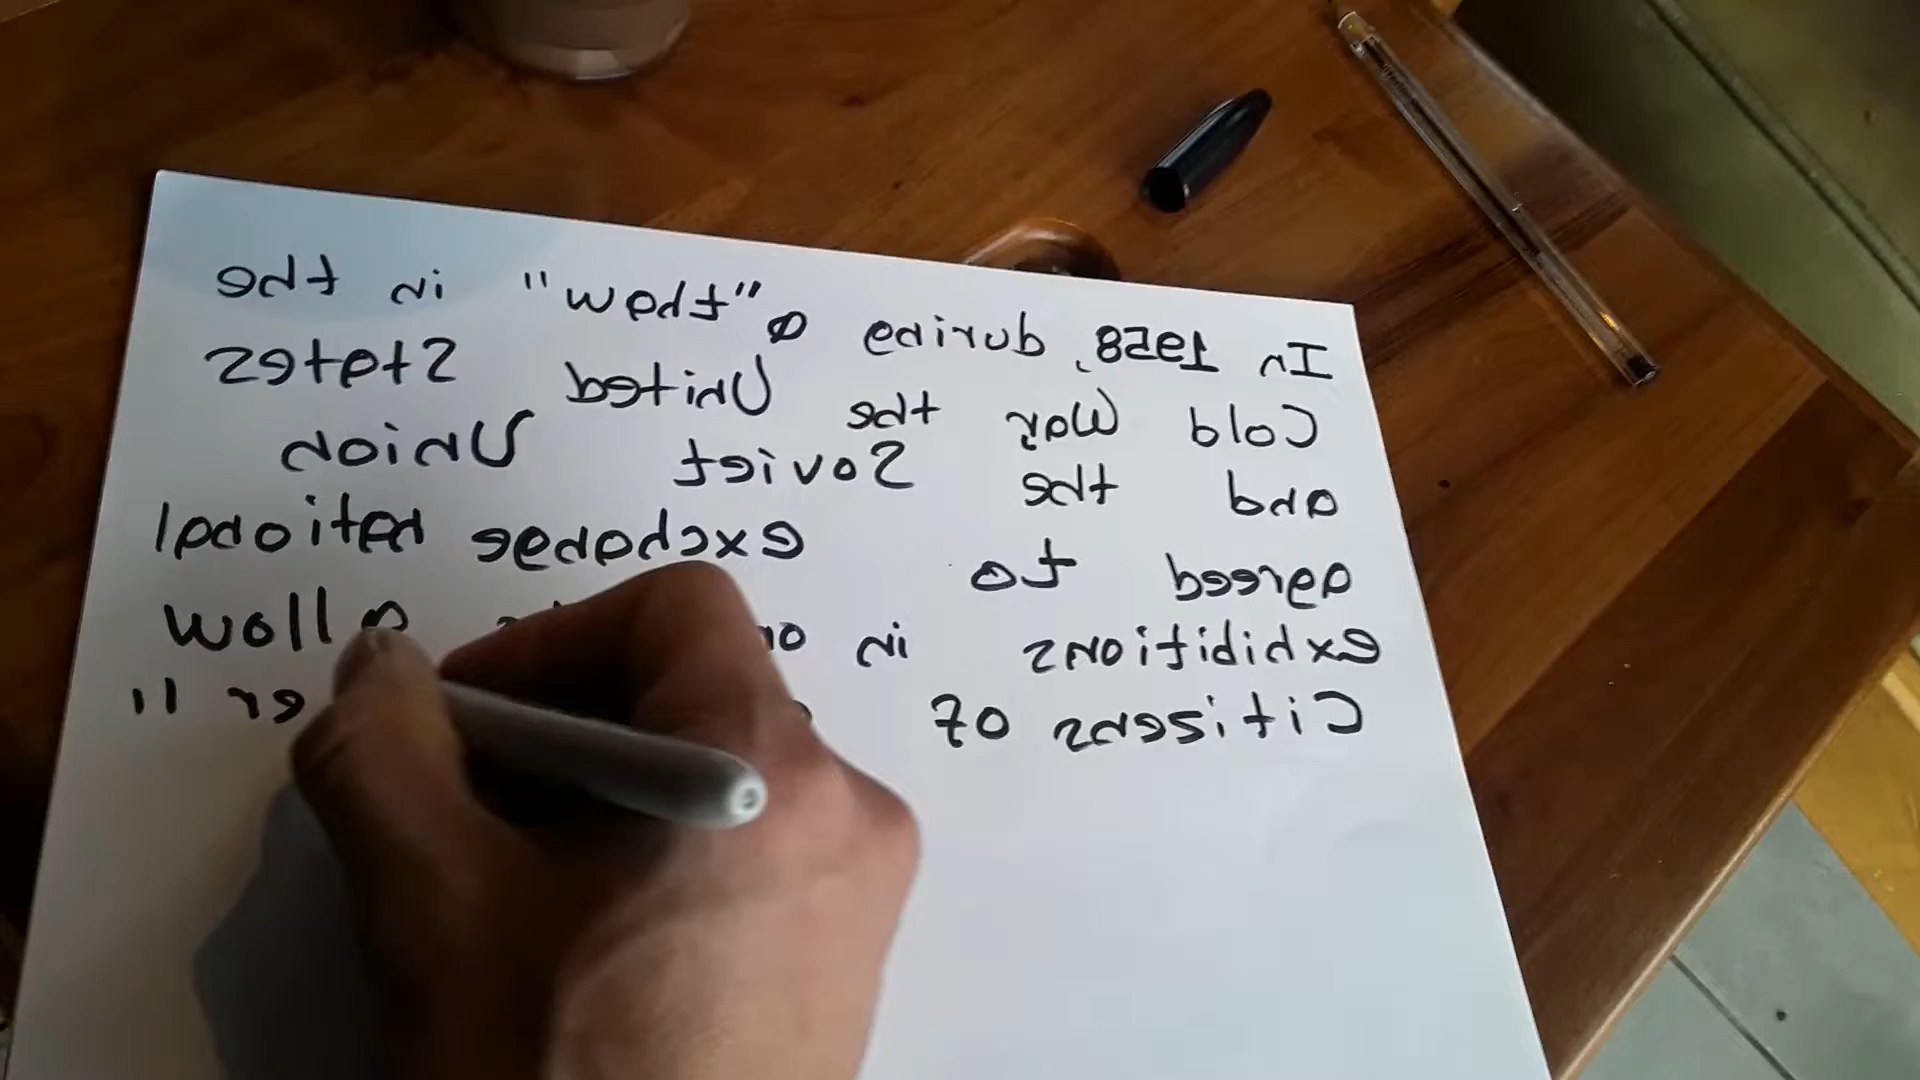 In 1958, during a "thaw" in the
Cold War the United States
and the Soviet Union
agreed to exchange national
exhibitions in allow
Citizens of